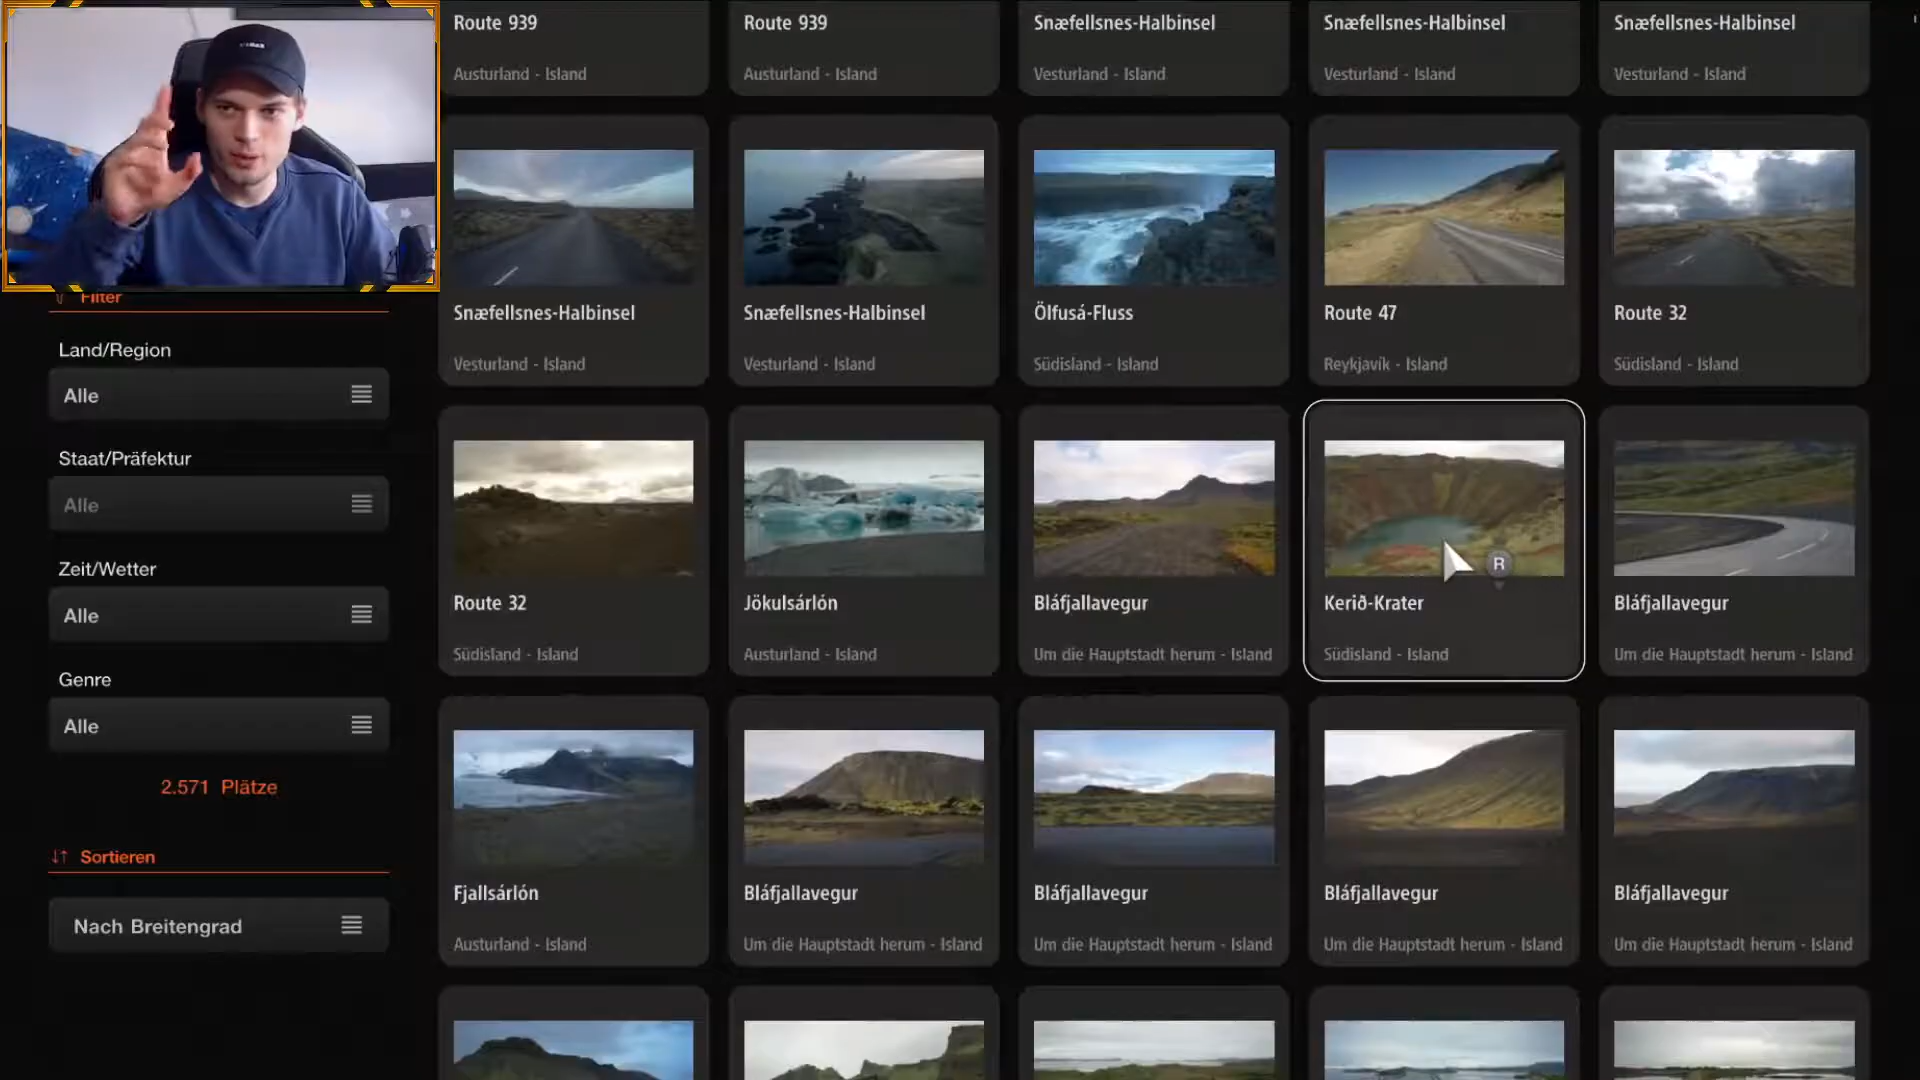 Route 939
Austurland - Island
Route 939
Austurland - Island
Snæfellsnes-Halbinsel
Vesturland - Island
Snæfellsnes-Halbinsel
Vesturland - Island
Snæfellsnes-Halbinsel
Vesturland - Island
Filter
Land/Region
Alle
Staat/Präfektur
Alle
Zeit/Wetter
Alle
Genre
Alle
2.571 Plätze
Sortieren
Nach Breitengrad
Snæfellsnes-Halbinsel
Vesturland - Island
Snæfellsnes-Halbinsel
Vesturland - Island
Ölfusá-Fluss
Südisland - Island
Route 47
Reykjavík - Island
Route 32
Südisland - Island
Route 32
Südisland - Island
Jökulsárlón
Austurland - Island
Bláfjallavegur
Um die Hauptstadt herum - Island
R
Kerið-Krater
Südisland - Island
Bláfjallavegur
Um die Hauptstadt herum - Island
Fjallsárlón
Austurland - Island
Bláfjallavegur
Um die Hauptstadt herum - Island
Bláfjallavegur
Um die Hauptstadt herum - Island
Bláfjallavegur
Um die Hauptstadt herum - Island
Bláfjallavegur
Um die Hauptstadt herum - Island